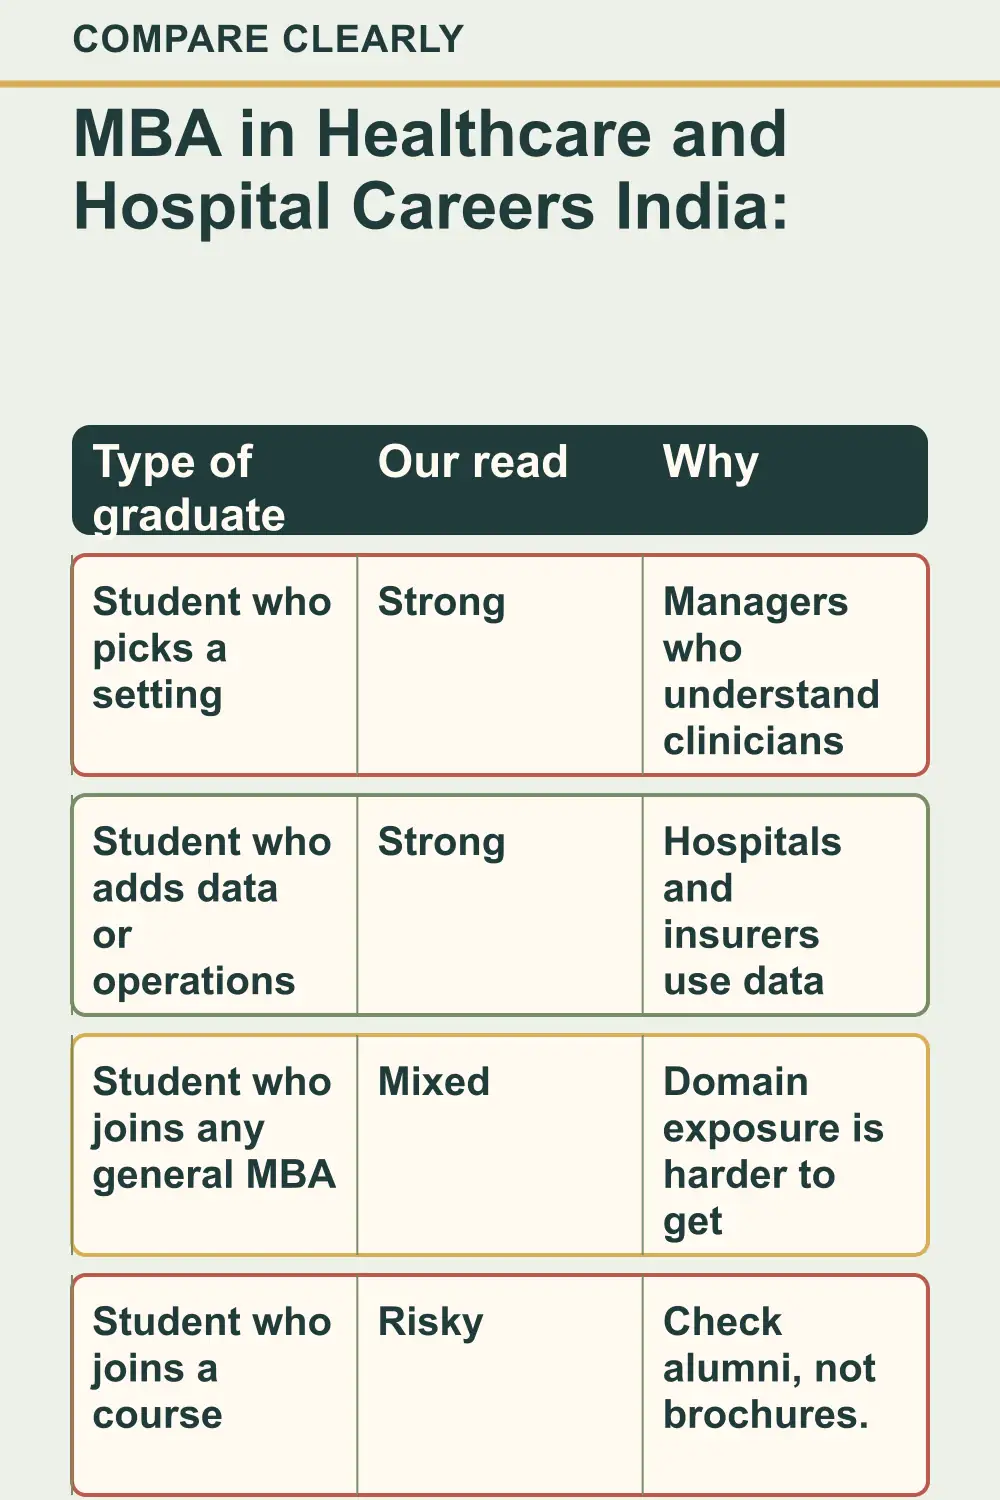 COMPARE CLEARLY
MBA in Healthcare and
Hospital Careers India:
Type of
graduate
Our read
Why
Student who
picks a
setting
Strong
Managers
who
understand
clinicians
Student who
adds data
or
operations
Strong
Hospitals
and
insurers
use data
Student who
joins any
general MBA
Mixed
Domain
exposure is
harder to
get
Student who
joins a
course
Risky
Check
alumni, not
brochures.